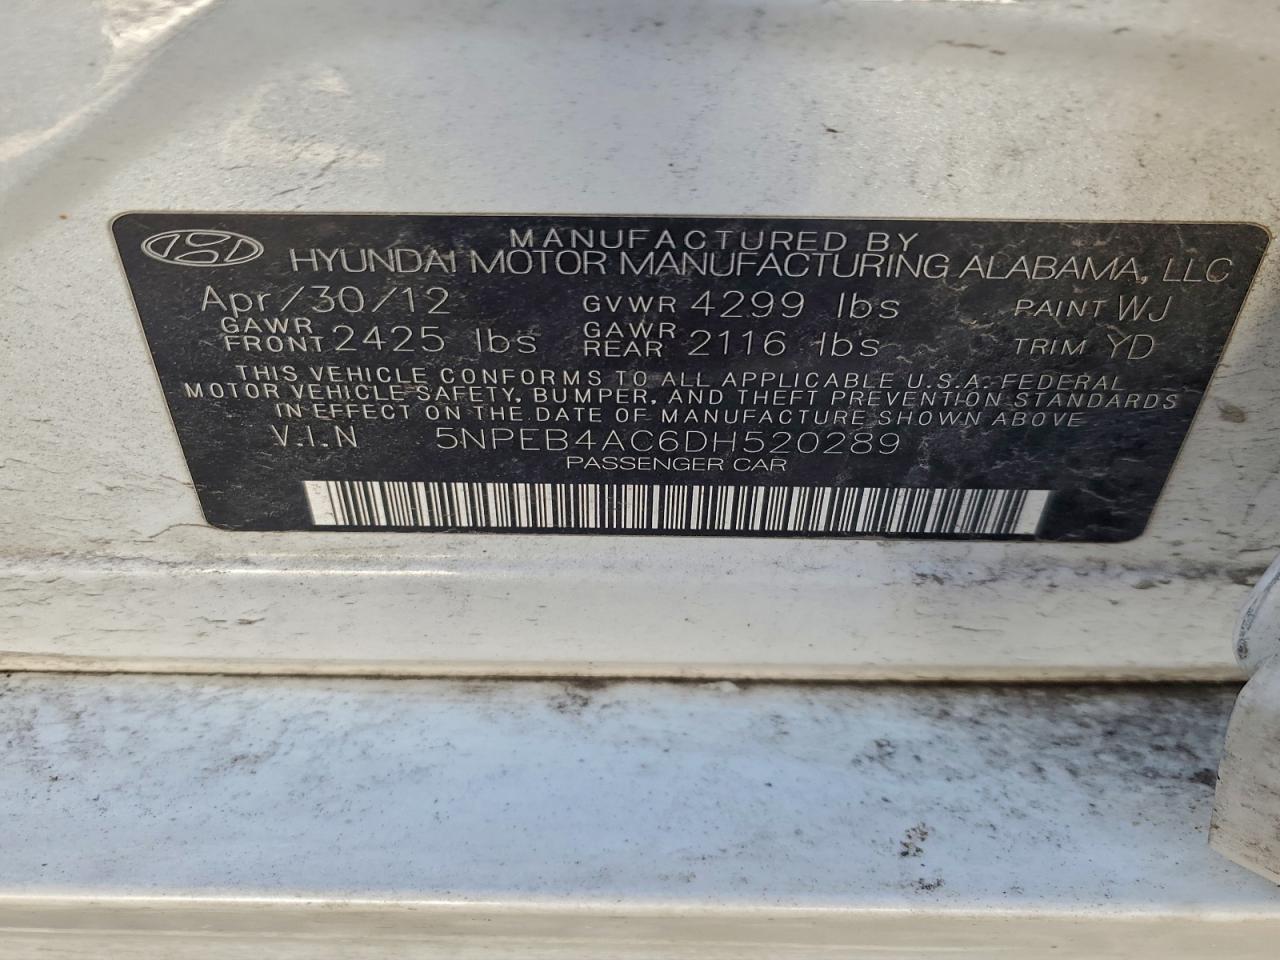 MANUFACTURED BY
HYUNDAI MOTOR MANUFACTURING ALABAMA, LLC
Apr/30/12 GVWR 4299 lbs PAINT WJ
GAWR FRONT 2425 lbs GAWR REAR 2116 lbs TRIM YD
THIS VEHICLE CONFORMS TO ALL APPLICABLE U.S.A. FEDERAL
MOTOR VEHICLE SAFETY, BUMPER, AND THEFT PREVENTION STANDARDS
IN EFFECT ON THE DATE OF MANUFACTURE SHOWN ABOVE
V.I.N 5NPEB4AC6DH520289
PASSENGER CAR